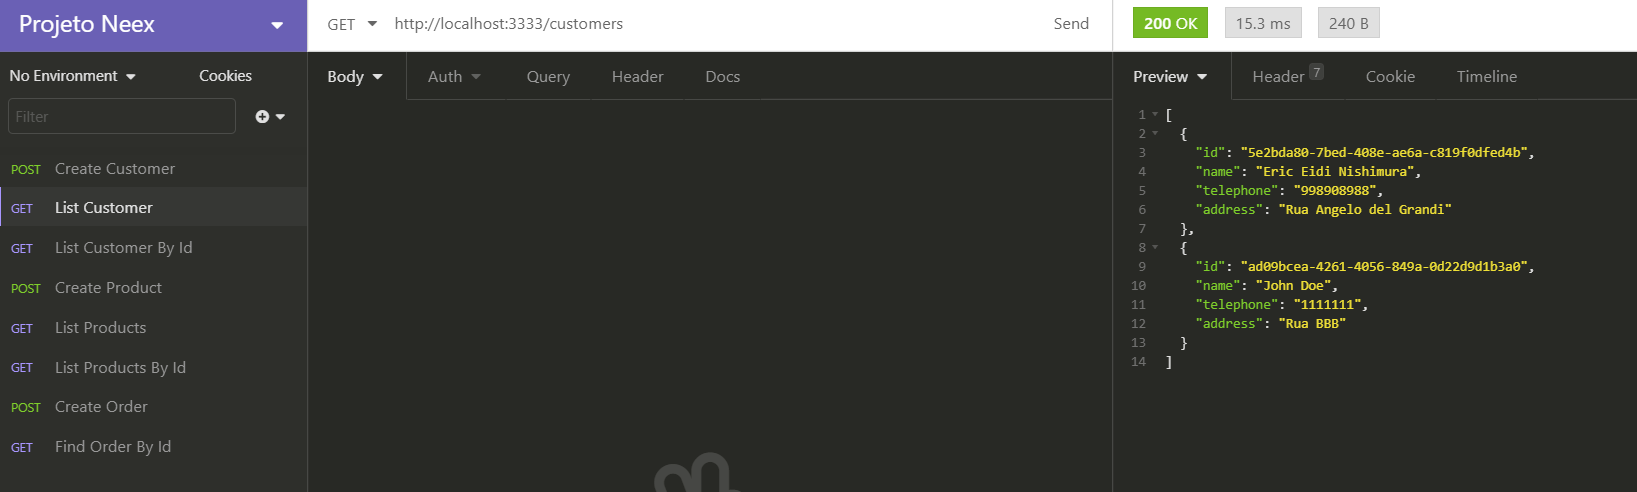 Projeto Neex
No Environment
Cookies
Filter
POST Create Customer
GET List Customer
GET List Customer By Id
POST Create Product
GET List Products
GET List Products By Id
POST Create Order
GET Find Order By Id
GET http://localhost:3333/customers Send
Body Auth Query Header Docs
200 OK 15.3 ms 240 B
Preview Header 7 Cookie Timeline
1 [
2 {
3 "id": "5e2bda80-7bed-408e-ae6a-c819f0dfed4b",
4 "name": "Eric Eidi Nishimura",
5 "telephone": "998908988",
6 "address": "Rua Angelo del Grandi"
7 },
8 {
9 "id": "ad09bcea-4261-4056-849a-0d22d9d1b3a0",
10 "name": "John Doe",
11 "telephone": "1111111",
12 "address": "Rua BBB"
13 }
14 ]